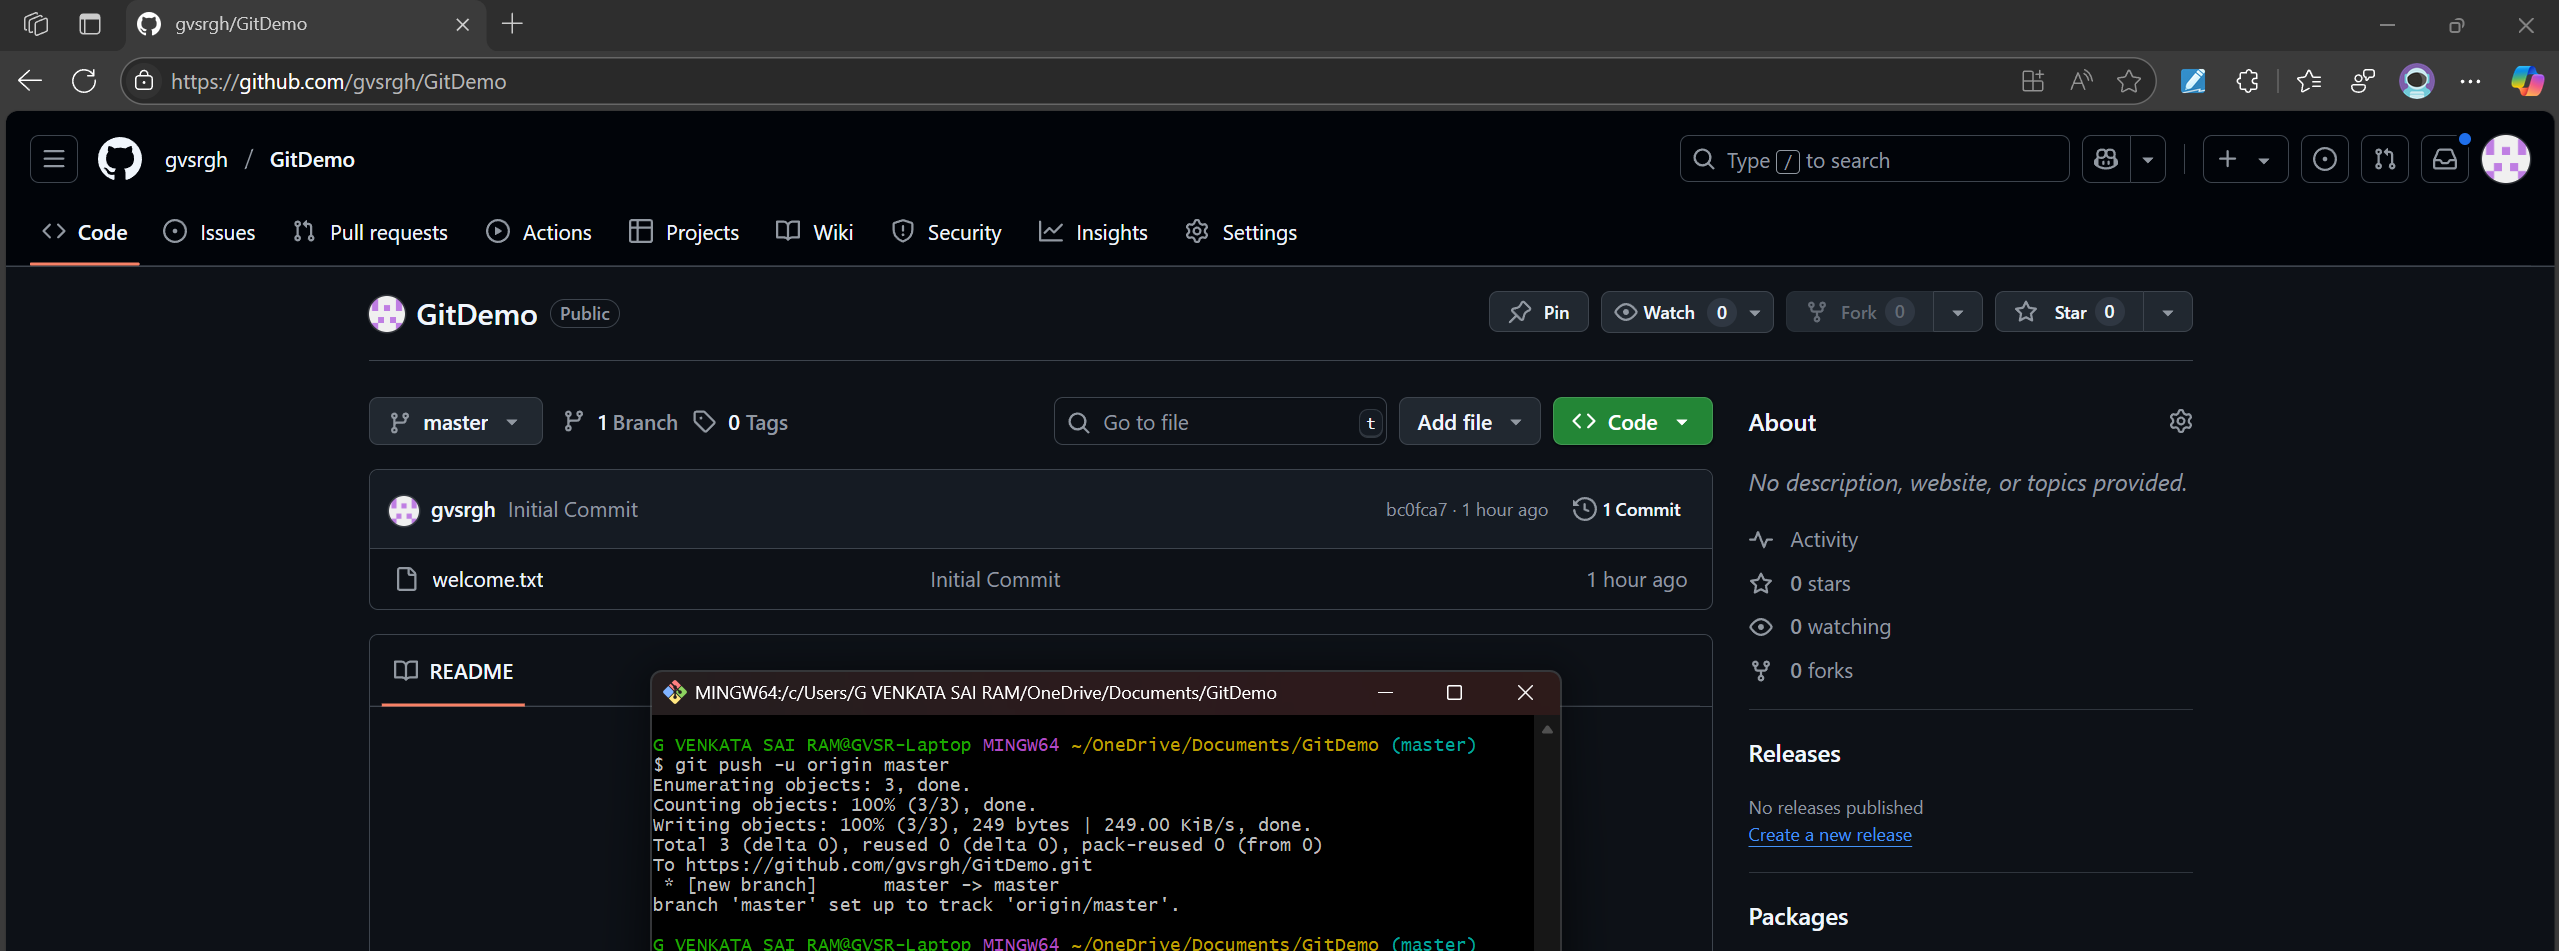 gvsrgh/GitDemo
https://github.com/gvsrgh/GitDemo
gvsrgh / GitDemo
Type / to search
Code Issues Pull requests Actions Projects Wiki Security Insights Settings
GitDemo Public
Pin Watch 0 Fork 0 Star 0
master 1 Branch 0 Tags Go to file t Add file Code
gvsrgh Initial Commit bc0fca7 · 1 hour ago 1 Commit
welcome.txt Initial Commit 1 hour ago
README
About
No description, website, or topics provided.
Activity
0 stars
0 watching
0 forks
Releases
No releases published
Create a new release
Packages
MINGW64:/c/Users/G VENKATA SAI RAM/OneDrive/Documents/GitDemo
G VENKATA SAI RAM@GVSR-Laptop MINGW64 ~/OneDrive/Documents/GitDemo (master)
$ git push -u origin master
Enumerating objects: 3, done.
Counting objects: 100% (3/3), done.
Writing objects: 100% (3/3), 249 bytes | 249.00 KiB/s, done.
Total 3 (delta 0), reused 0 (delta 0), pack-reused 0 (from 0)
To https://github.com/gvsrgh/GitDemo.git
 * [new branch]      master -> master
branch 'master' set up to track 'origin/master'.
G VENKATA SAI RAM@GVSR-Laptop MINGW64 ~/OneDrive/Documents/GitDemo (master)